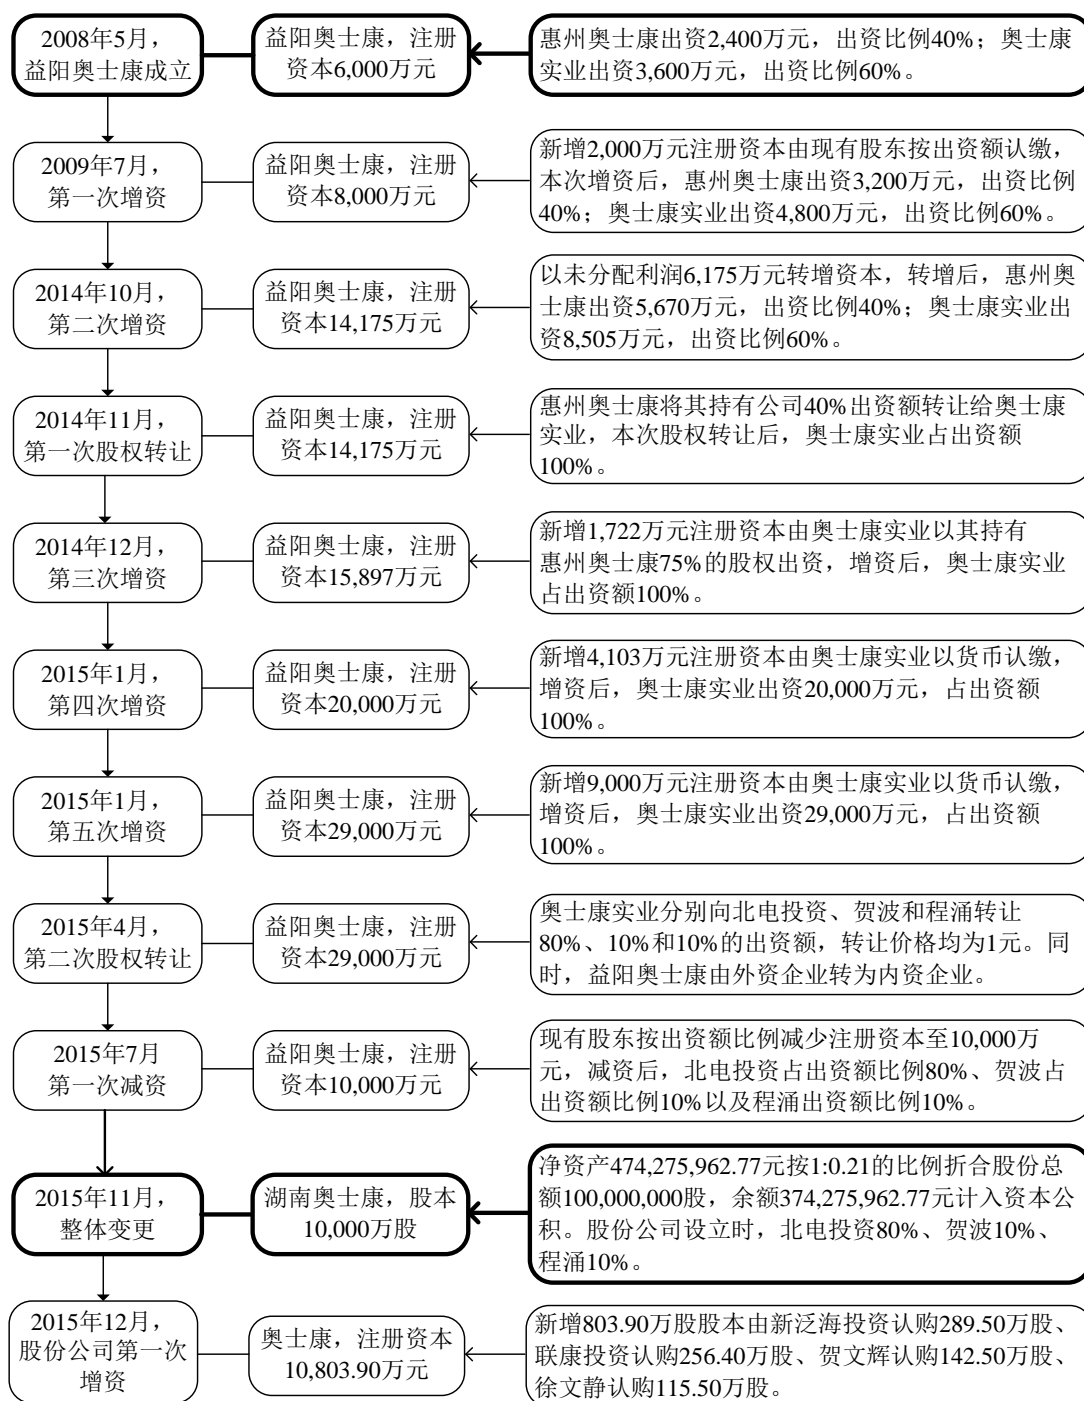 2008年5月，
益阳奥士康成立
益阳奥士康，注册
资本6,000万元
惠州奥士康出资2,400万元，出资比例40%；奥士康
实业出资3,600万元，出资比例60%。
2009年7月，
第一次增资
益阳奥士康，注册
资本8,000万元
新增2,000万元注册资本由现有股东按出资额认缴，
本次增资后，惠州奥士康出资3,200万元，出资比例
40%；奥士康实业出资4,800万元，出资比例60%。
2014年10月，
第二次增资
益阳奥士康，注册
资本14,175万元
以未分配利润6,175万元转增资本，转增后，惠州奥
士康出资5,670万元，出资比例40%；奥士康实业出
资8,505万元，出资比例60%。
2014年11月，
第一次股权转让
益阳奥士康，注册
资本14,175万元
惠州奥士康将其持有公司40%出资额转让给奥士康
实业，本次股权转让后，奥士康实业占出资额
100%。
2014年12月，
第三次增资
益阳奥士康，注册
资本15,897万元
新增1,722万元注册资本由奥士康实业以其持有
惠州奥士康75%的股权出资，增资后，奥士康实业
占出资额100%。
2015年1月，
第四次增资
益阳奥士康，注册
资本20,000万元
新增4,103万元注册资本由奥士康实业以货币认缴，
增资后，奥士康实业出资20,000万元，占出资额
100%。
2015年1月，
第五次增资
益阳奥士康，注册
资本29,000万元
新增9,000万元注册资本由奥士康实业以货币认缴，
增资后，奥士康实业出资29,000万元，占出资额
100%。
2015年4月，
第二次股权转让
益阳奥士康，注册
资本29,000万元
奥士康实业分别向北电投资、贺波和程涌转让
80%、10%和10%的出资额，转让价格均为1元。同
时，益阳奥士康由外资企业转为内资企业。
2015年7月
第一次减资
益阳奥士康，注册
资本10,000万元
现有股东按出资额比例减少注册资本至10,000万
元，减资后，北电投资占出资额比例80%、贺波占
出资额比例10%以及程涌出资额比例10%。
2015年11月，
整体变更
湖南奥士康，股本
10,000万股
净资产474,275,962.77元按1:0.21的比例折合股份总
额100,000,000股，余额374,275,962.77元计入资本公
积。股份公司设立时，北电投资80%、贺波10%、
程涌10%。
2015年12月，
股份公司第一次
增资
奥士康，注册资本
10,803.90万元
新增803.90万股股本由新泛海投资认购289.50万股、
联康投资认购256.40万股、贺文辉认购142.50万股、
徐文静认购115.50万股。